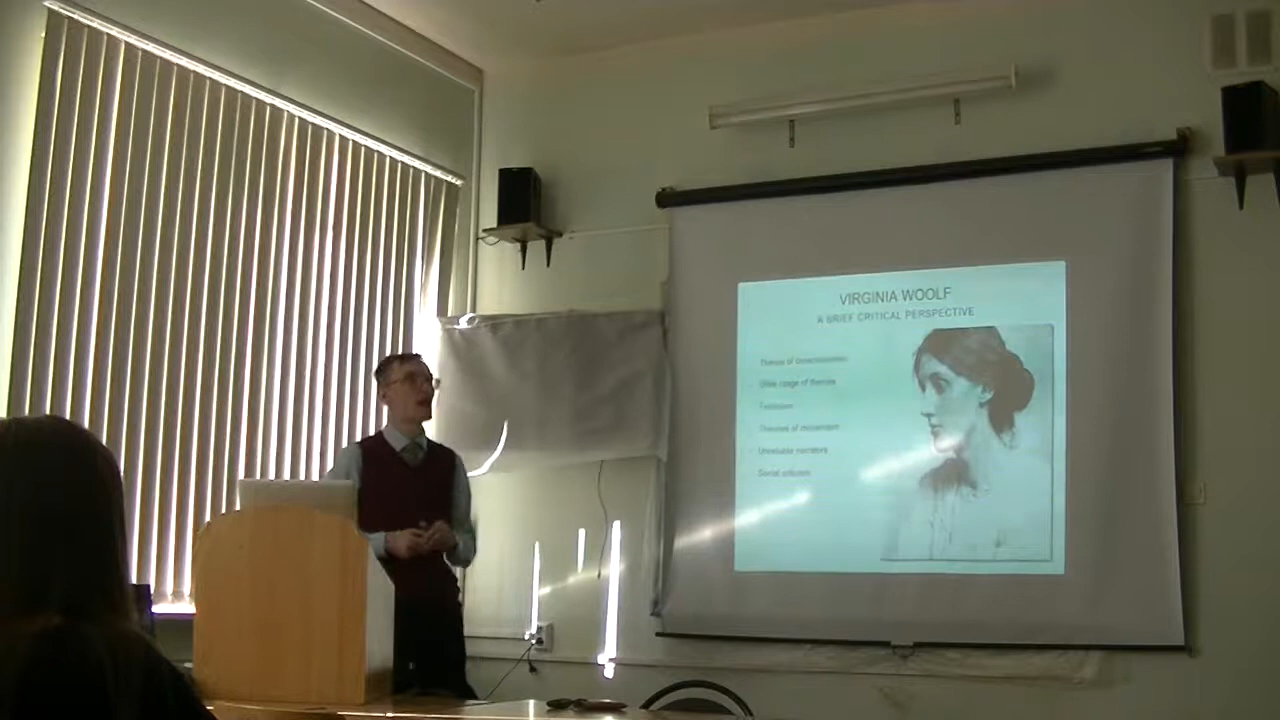 VIRGINIA WOOLF
A BRIEF CRITICAL PERSPECTIVE
Themes of
Wide range of themes
Feminism
Themes of modernism
Unreliable narrators
Social criticism